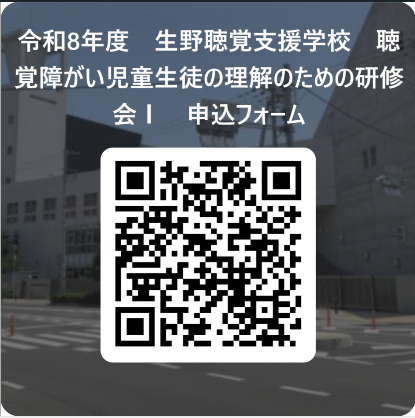 令和8年度　生野聴覚支援学校　聴
覚障がい児童生徒の理解のための研修
会Ⅰ　申込フォーム